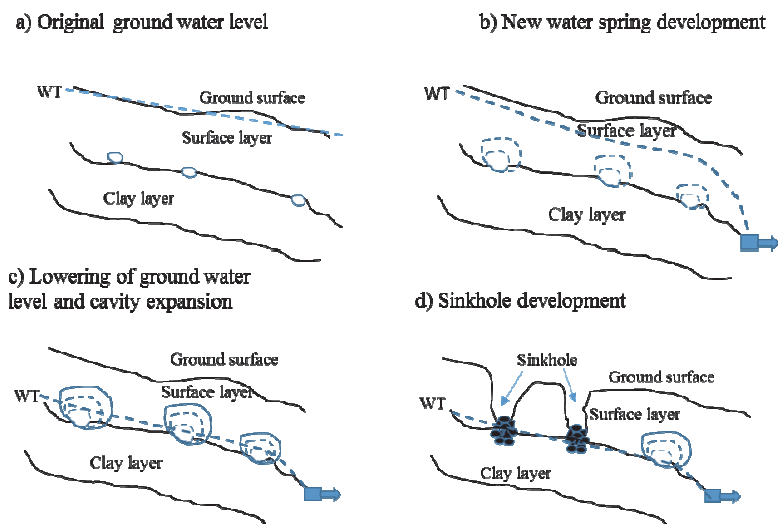 a) Original ground water level
WT
Ground surface
Surface layer
Clay layer
b) New water spring development
WT
Ground surface
Surface layer
Clay layer
c) Lowering of ground water
level and cavity expansion
Ground surface
WT
Surface layer
Clay layer
d) Sinkhole development
Sinkhole
Ground surface
WT
Surface layer
Clay layer